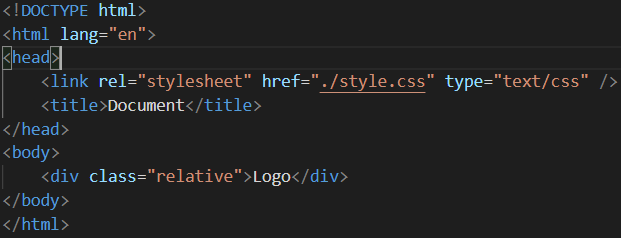 <!DOCTYPE html>
<html lang="en">
<head>
<link rel="stylesheet" href="./style.css" type="text/css" />
<title>Document</title>
</head>
<body>
<div class="relative">Logo</div>
</body>
</html>